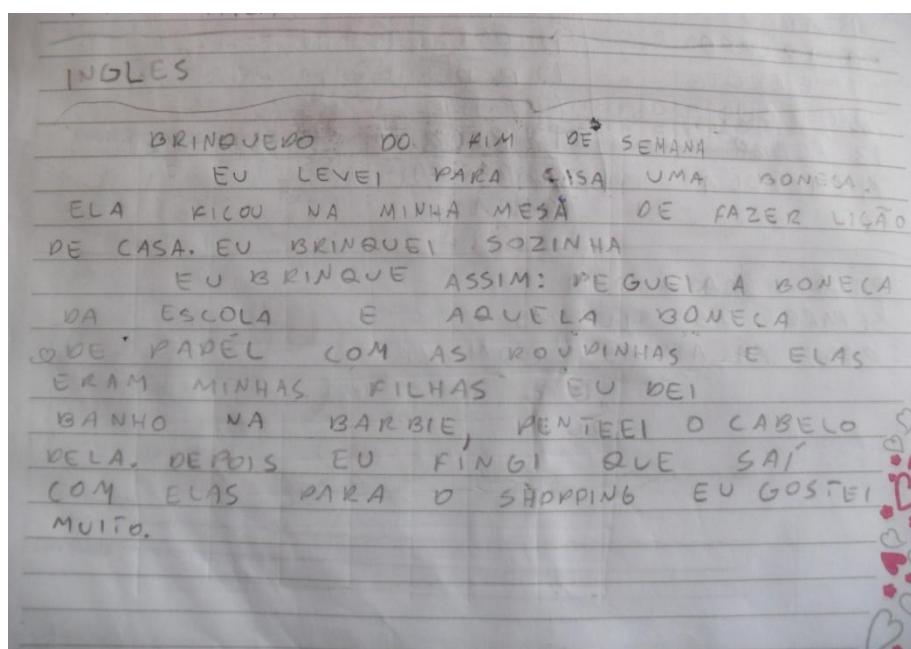 INGLES
BRINQUEDO DO FIM DE SEMANA
EU LEVEI PARA CASA UMA BONECA.
ELA FICOU NA MINHA MESA DE FAZER LIÇÃO
DE CASA. EU BRINQUEI SOZINHA
EU BRINQUE ASSIM: PEGUEI A BONECA
DA ESCOLA E AQUELA BONECA
DE PAPEL COM AS ROUPINHAS E ELAS
ERAM MINHAS FILHAS EU DEI
BANHO NA BARBIE, PENTEEI O CABELO
DELA. DEPOIS EU FINGI QUE SAÍ
COM ELAS PARA O SHOPPING EU GOSTEI
MUITO.